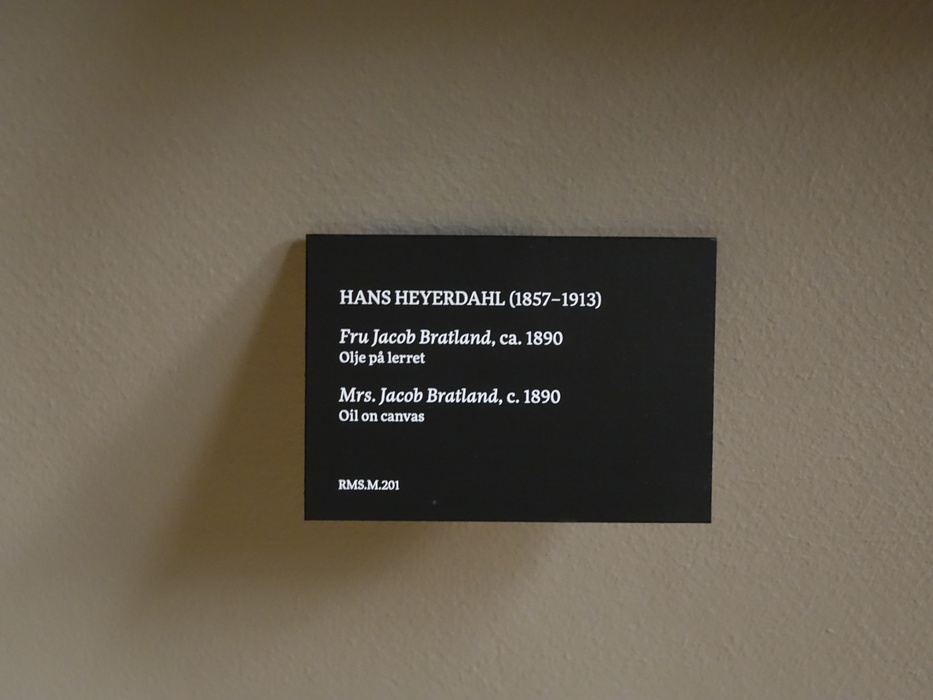 HANS HEYERDAHL (1857–1913)
Fru Jacob Bratland, ca. 1890
Olje på lerret
Mrs. Jacob Bratland, c. 1890
Oil on canvas
RMS.M.201